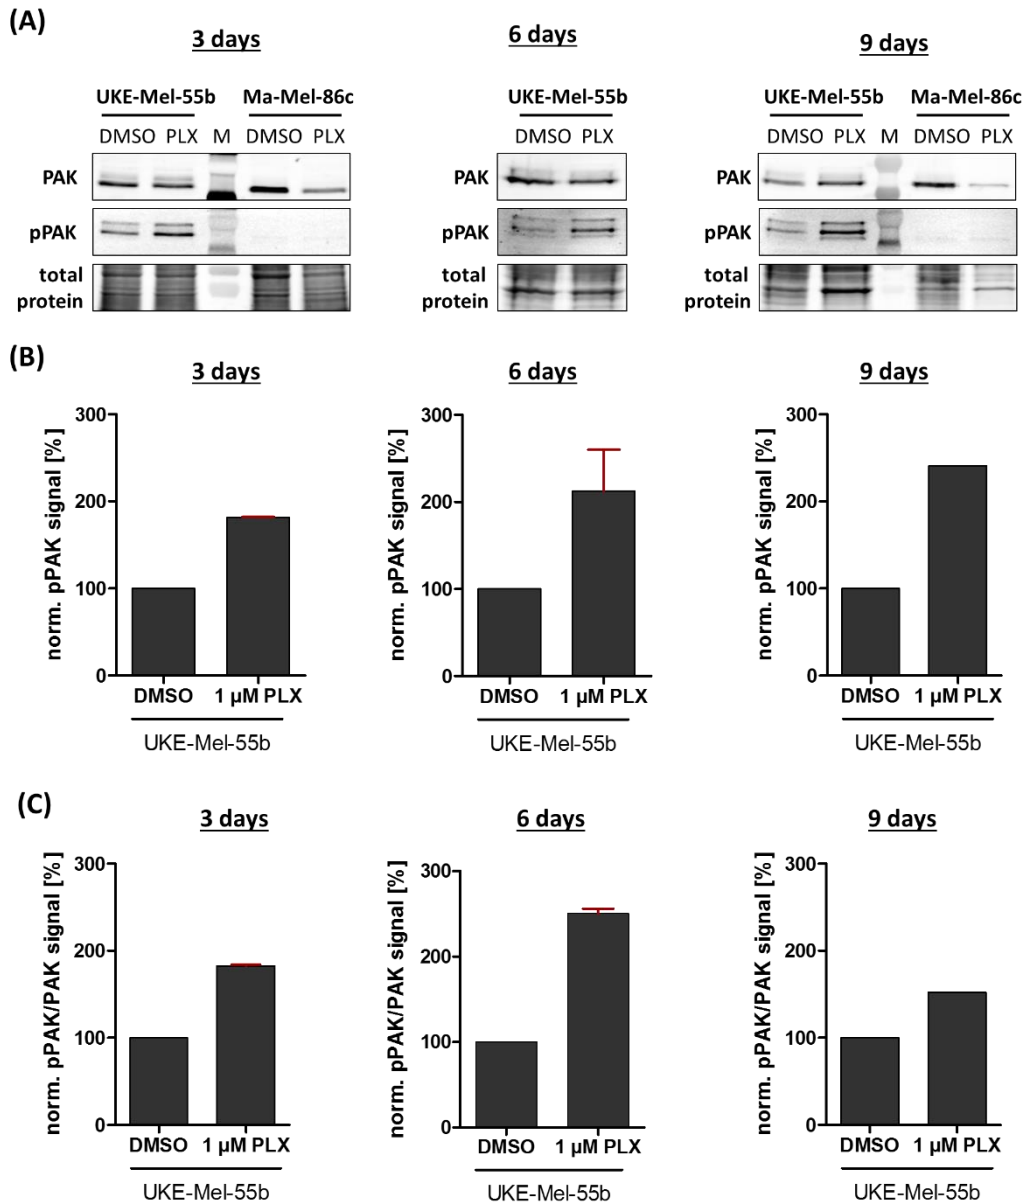 (A)
3 days
6 days
9 days
UKE-Mel-55b Ma-Mel-86c
UKE-Mel-55b
UKE-Mel-55b Ma-Mel-86c
DMSO PLX M DMSO PLX
DMSO PLX
DMSO PLX M DMSO PLX
PAK
PAK
PAK
pPAK
pPAK
pPAK
total
protein
total
protein
total
protein
(B)
3 days
6 days
9 days
norm. pPAK signal [%]
300
200
100
0
DMSO 1 µM PLX
UKE-Mel-55b
norm. pPAK signal [%]
300
200
100
0
DMSO 1 µM PLX
UKE-Mel-55b
norm. pPAK signal [%]
300
200
100
0
DMSO 1 µM PLX
UKE-Mel-55b
(C)
3 days
6 days
9 days
norm. pPAK/PAK signal [%]
300
200
100
0
DMSO 1 µM PLX
UKE-Mel-55b
norm. pPAK/PAK signal [%]
300
200
100
0
DMSO 1 µM PLX
UKE-Mel-55b
norm. pPAK/PAK signal [%]
300
200
100
0
DMSO 1 µM PLX
UKE-Mel-55b